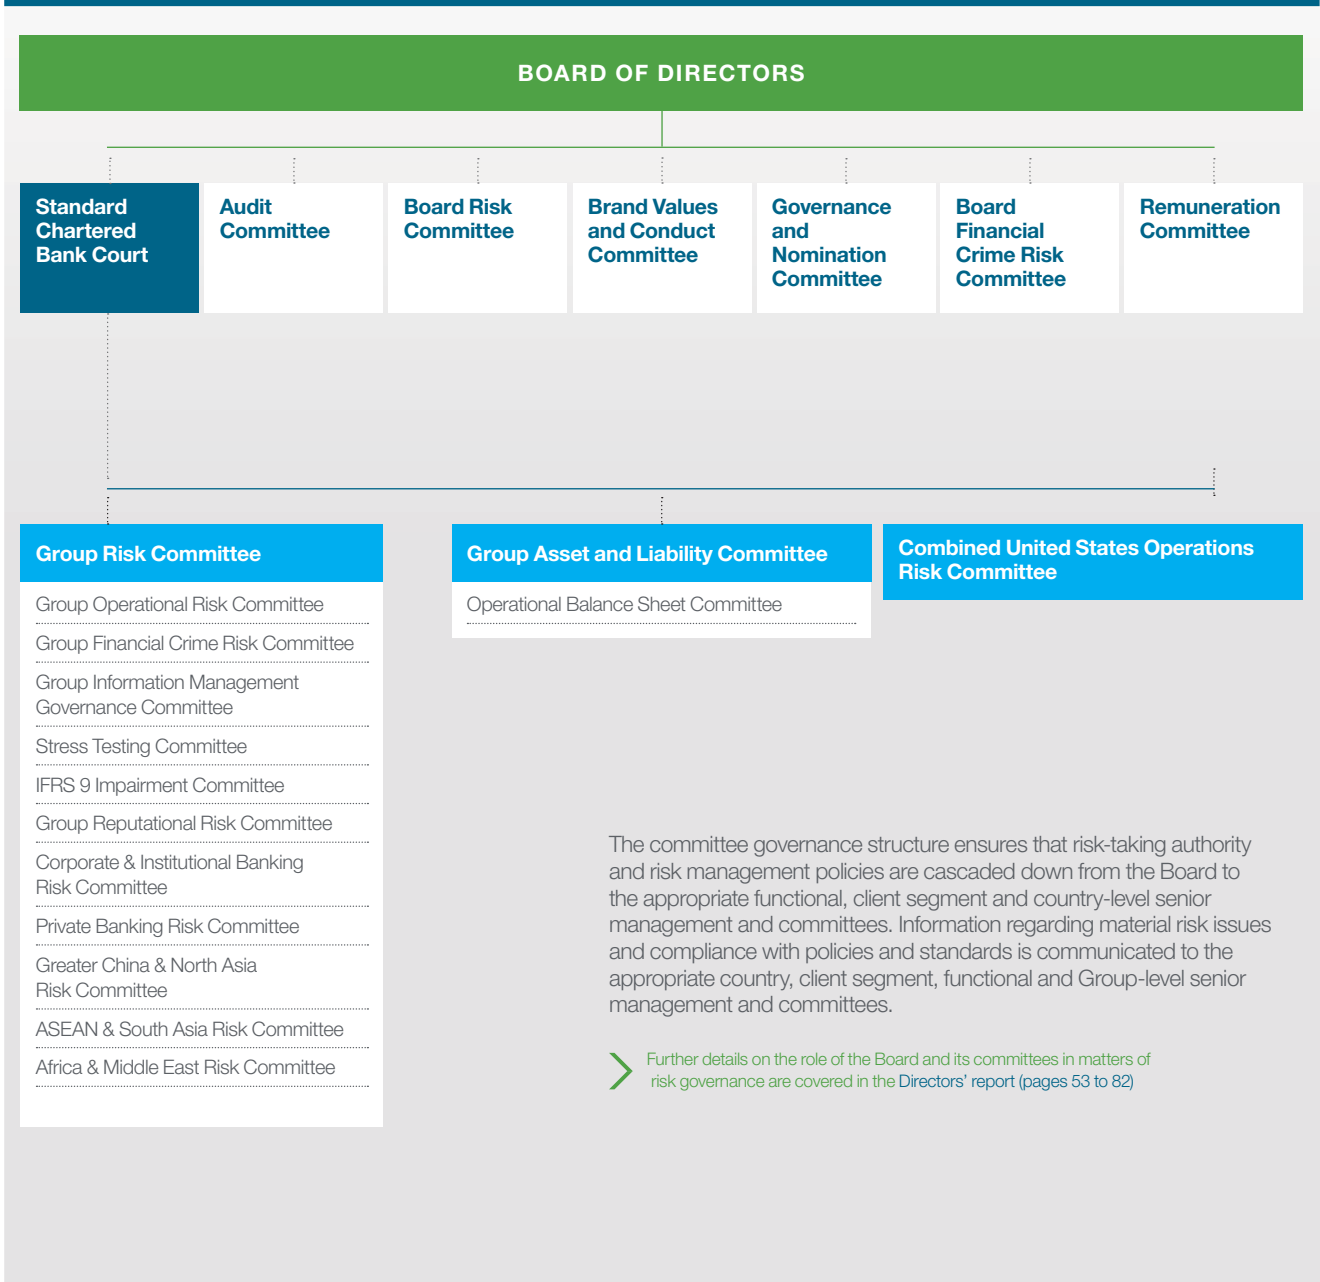 BOARD OF DIRECTORS
Standard
Chartered
Bank Court
Audit
Committee
Board Risk
Committee
Brand Values
and Conduct
Committee
Governance
and
Nomination
Committee
Board
Financial
Crime Risk
Committee
Remuneration
Committee
Group Risk Committee
Group Operational Risk Committee
Group Financial Crime Risk Committee
Group Information Management
Governance Committee
Stress Testing Committee
IFRS 9 Impairment Committee
Group Reputational Risk Committee
Corporate & Institutional Banking
Risk Committee
Private Banking Risk Committee
Greater China & North Asia
Risk Committee
ASEAN & South Asia Risk Committee
Africa & Middle East Risk Committee
Group Asset and Liability Committee
Operational Balance Sheet Committee
Combined United States Operations
Risk Committee
The committee governance structure ensures that risk-taking authority
and risk management policies are cascaded down from the Board to
the appropriate functional, client segment and country-level senior
management and committees. Information regarding material risk issues
and compliance with policies and standards is communicated to the
appropriate country, client segment, functional and Group-level senior
management and committees.
Further details on the role of the Board and its committees in matters of
risk governance are covered in the Directors’ report (pages 53 to 82)